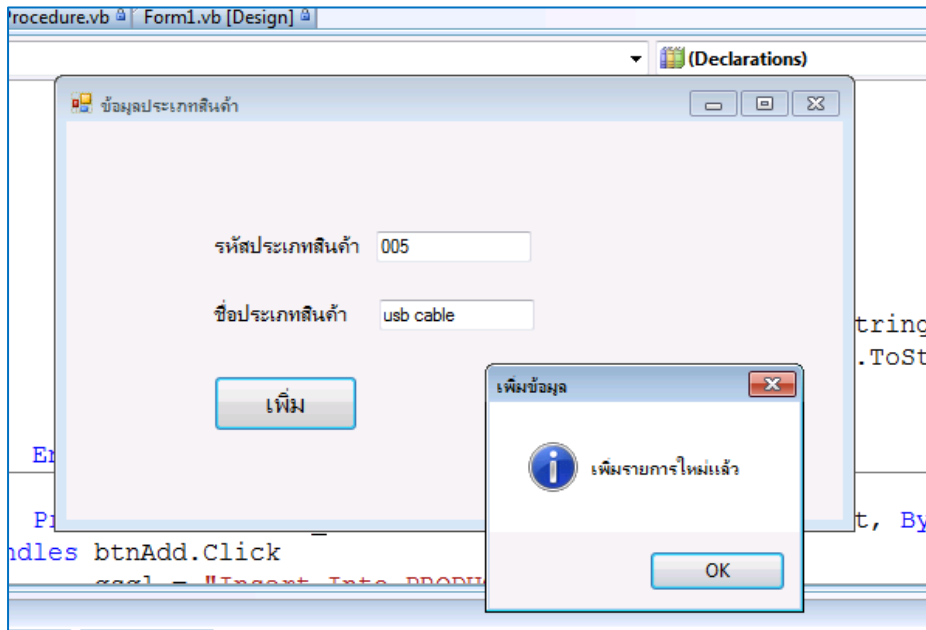 rocedure.vb Form1.vb [Design]
(Declarations)
ข้อมูลประเภทสินค้า
รหัสประเภทสินค้า 005
ชื่อประเภทสินค้า usb cable
tring
.ToSt
เพิ่มข้อมูล
เพิ่ม
เพิ่มรายการใหม่แล้ว
t, By
ndles btnAdd.Click
= "Insert Into PRODU
OK